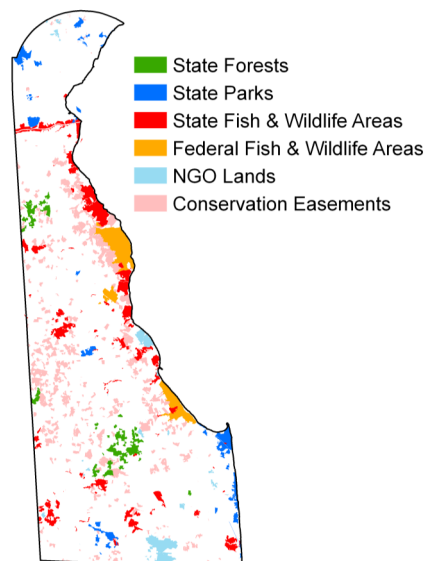 State Forests
State Parks
State Fish & Wildlife Areas
Federal Fish & Wildlife Areas
NGO Lands
Conservation Easements